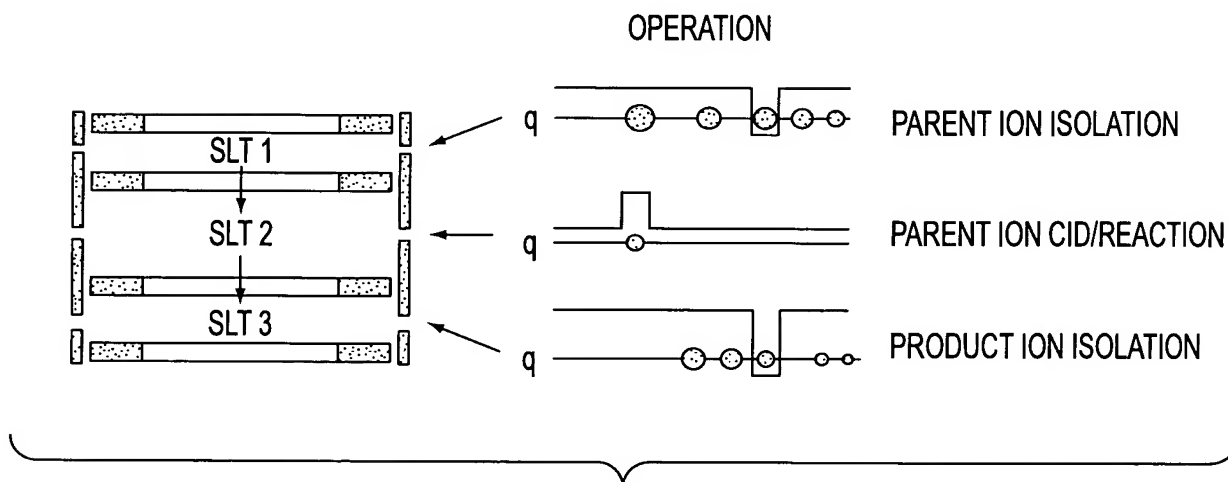 OPERATION
SLT 1
q
PARENT ION ISOLATION
SLT 2
q
PARENT ION CID/REACTION
SLT 3
q
PRODUCT ION ISOLATION